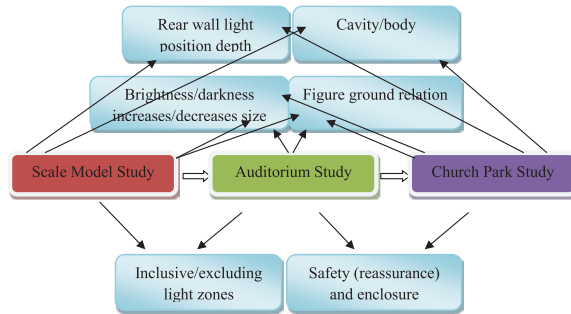 Rear wall light
position depth
Cavity/body
Brightness/darkness
increases/decreases size
Figure ground relation
Scale Model Study
Auditorium Study
Church Park Study
Inclusive/excluding
light zones
Safety (reassurance)
and enclosure